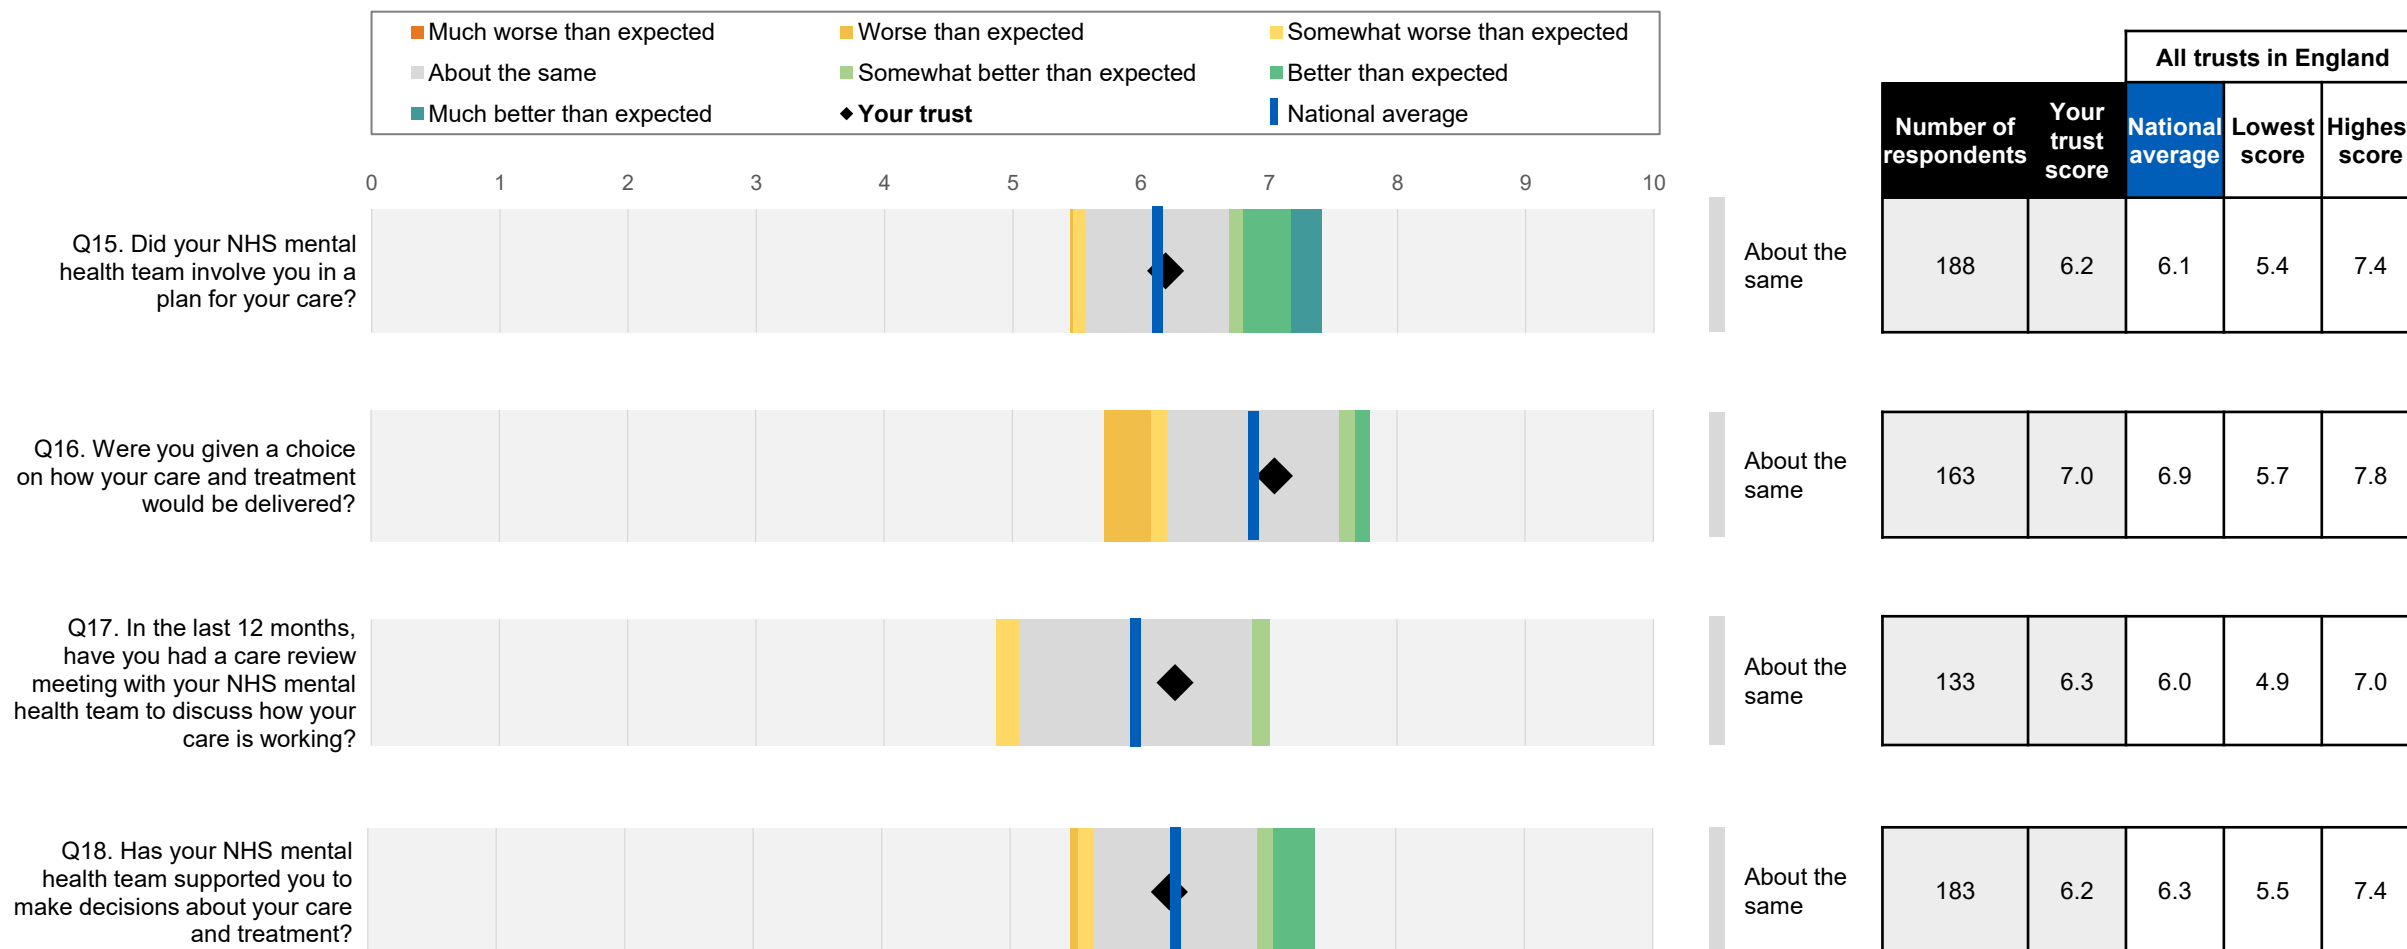 Much worse than expected
Worse than expected
Somewhat worse than expected
About the same
Somewhat better than expected
Better than expected
Much better than expected
Your trust
National average
All trusts in England
Number of
respondents
Your
trust
score
National
average
Lowest
score
Highes
score
0 1 2 3 4 5 6 7 8 9 10
Q15. Did your NHS mental
health team involve you in a
plan for your care?
About the
same
188 6.2 6.1 5.4 7.4
Q16. Were you given a choice
on how your care and treatment
would be delivered?
About the
same
163 7.0 6.9 5.7 7.8
Q17. In the last 12 months,
have you had a care review
meeting with your NHS mental
health team to discuss how your
care is working?
About the
same
133 6.3 6.0 4.9 7.0
Q18. Has your NHS mental
health team supported you to
make decisions about your care
and treatment?
About the
same
183 6.2 6.3 5.5 7.4